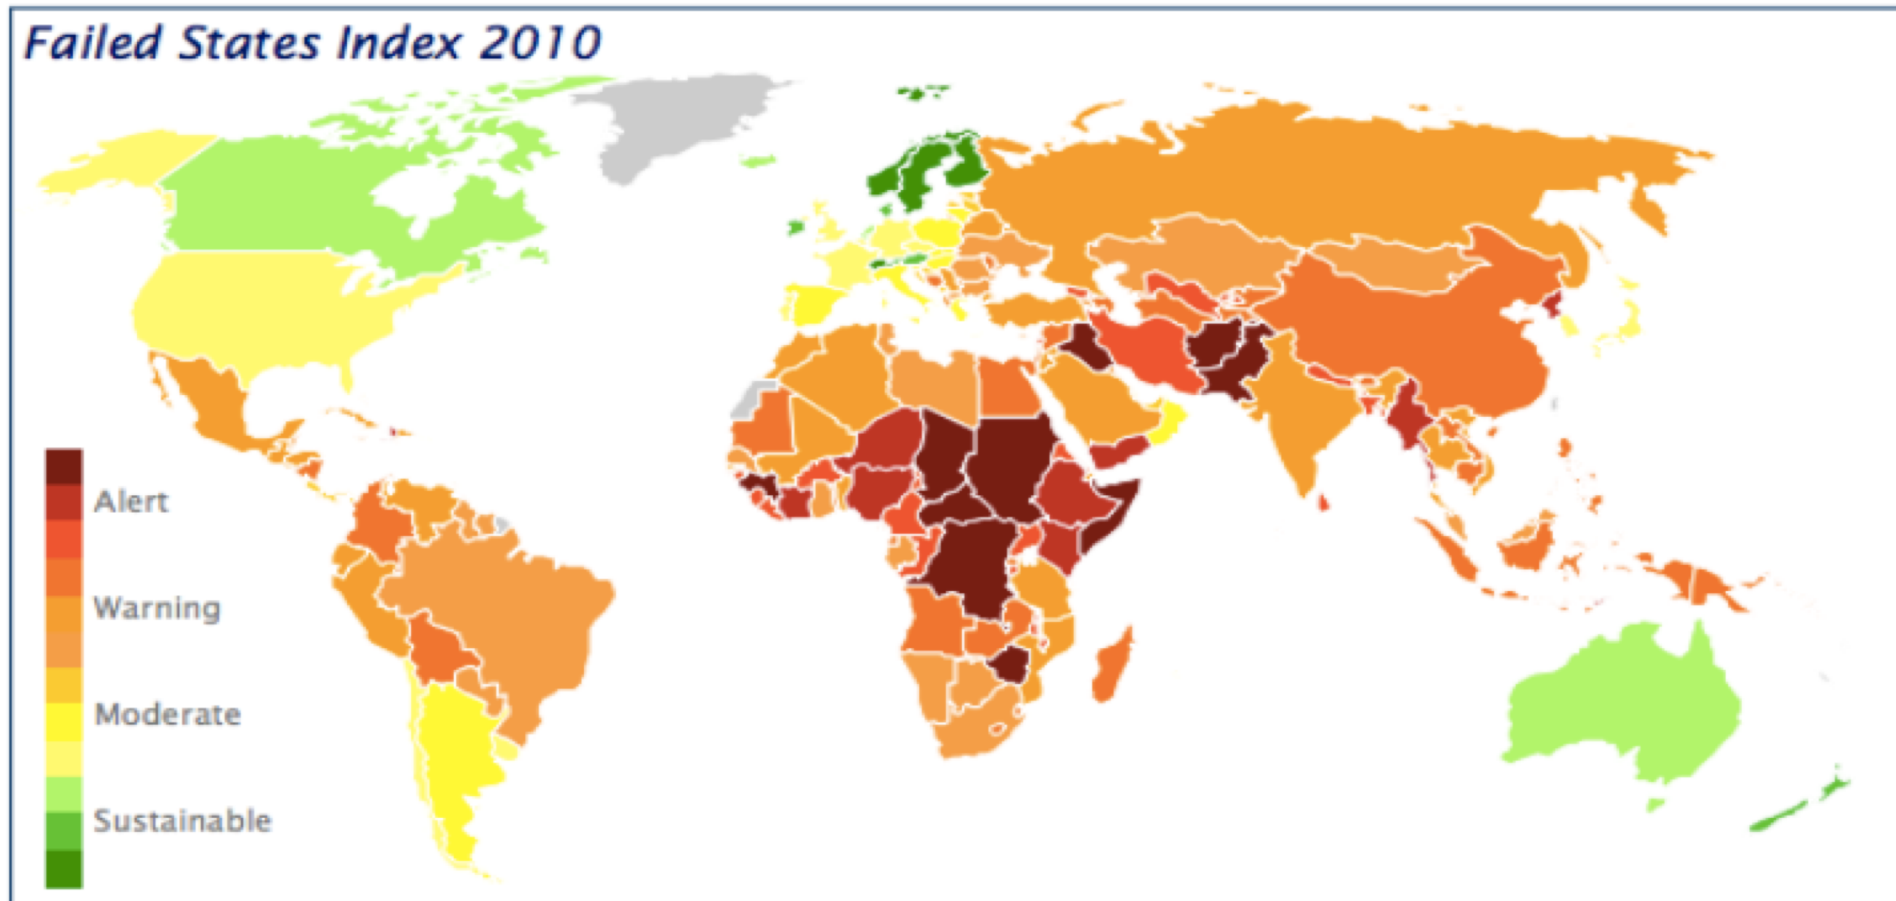 Failed States Index 2010
Alert
Warning
Moderate
Sustainable